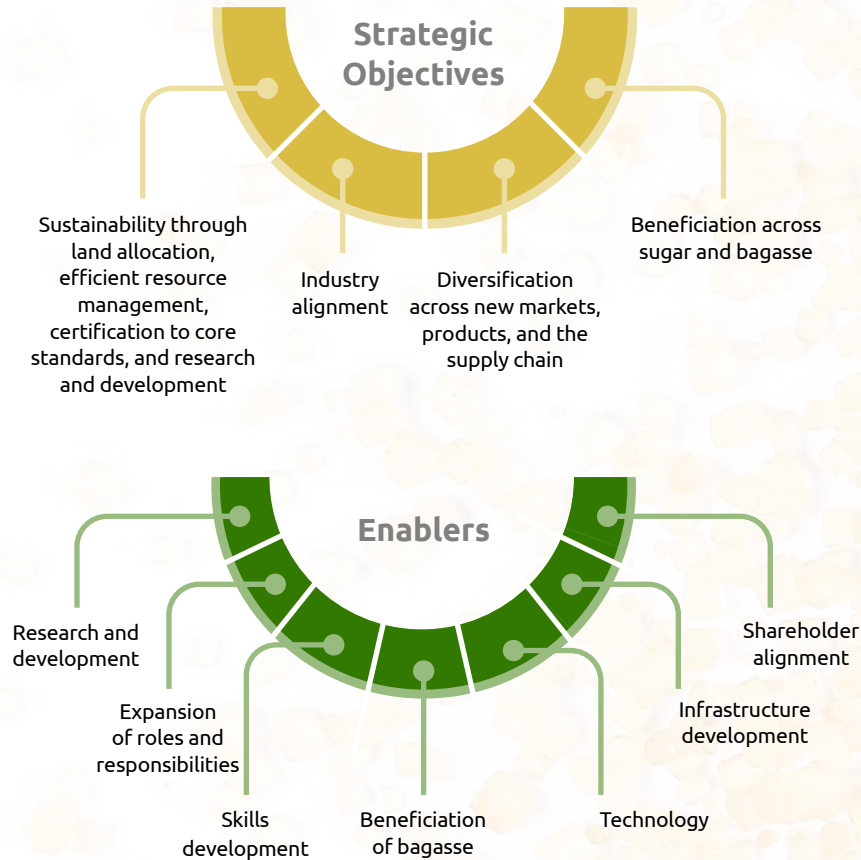 Strategic
Objectives
Sustainability through
land allocation,
efficient resource
management,
certification to core
standards, and research
and development
Industry
alignment
Diversification
across new markets,
products, and the
supply chain
Beneficiation across
sugar and bagasse
Enablers
Research and
development
Expansion
of roles and
responsibilities
Skills
development
Beneficiation
of bagasse
Technology
Infrastructure
development
Shareholder
alignment